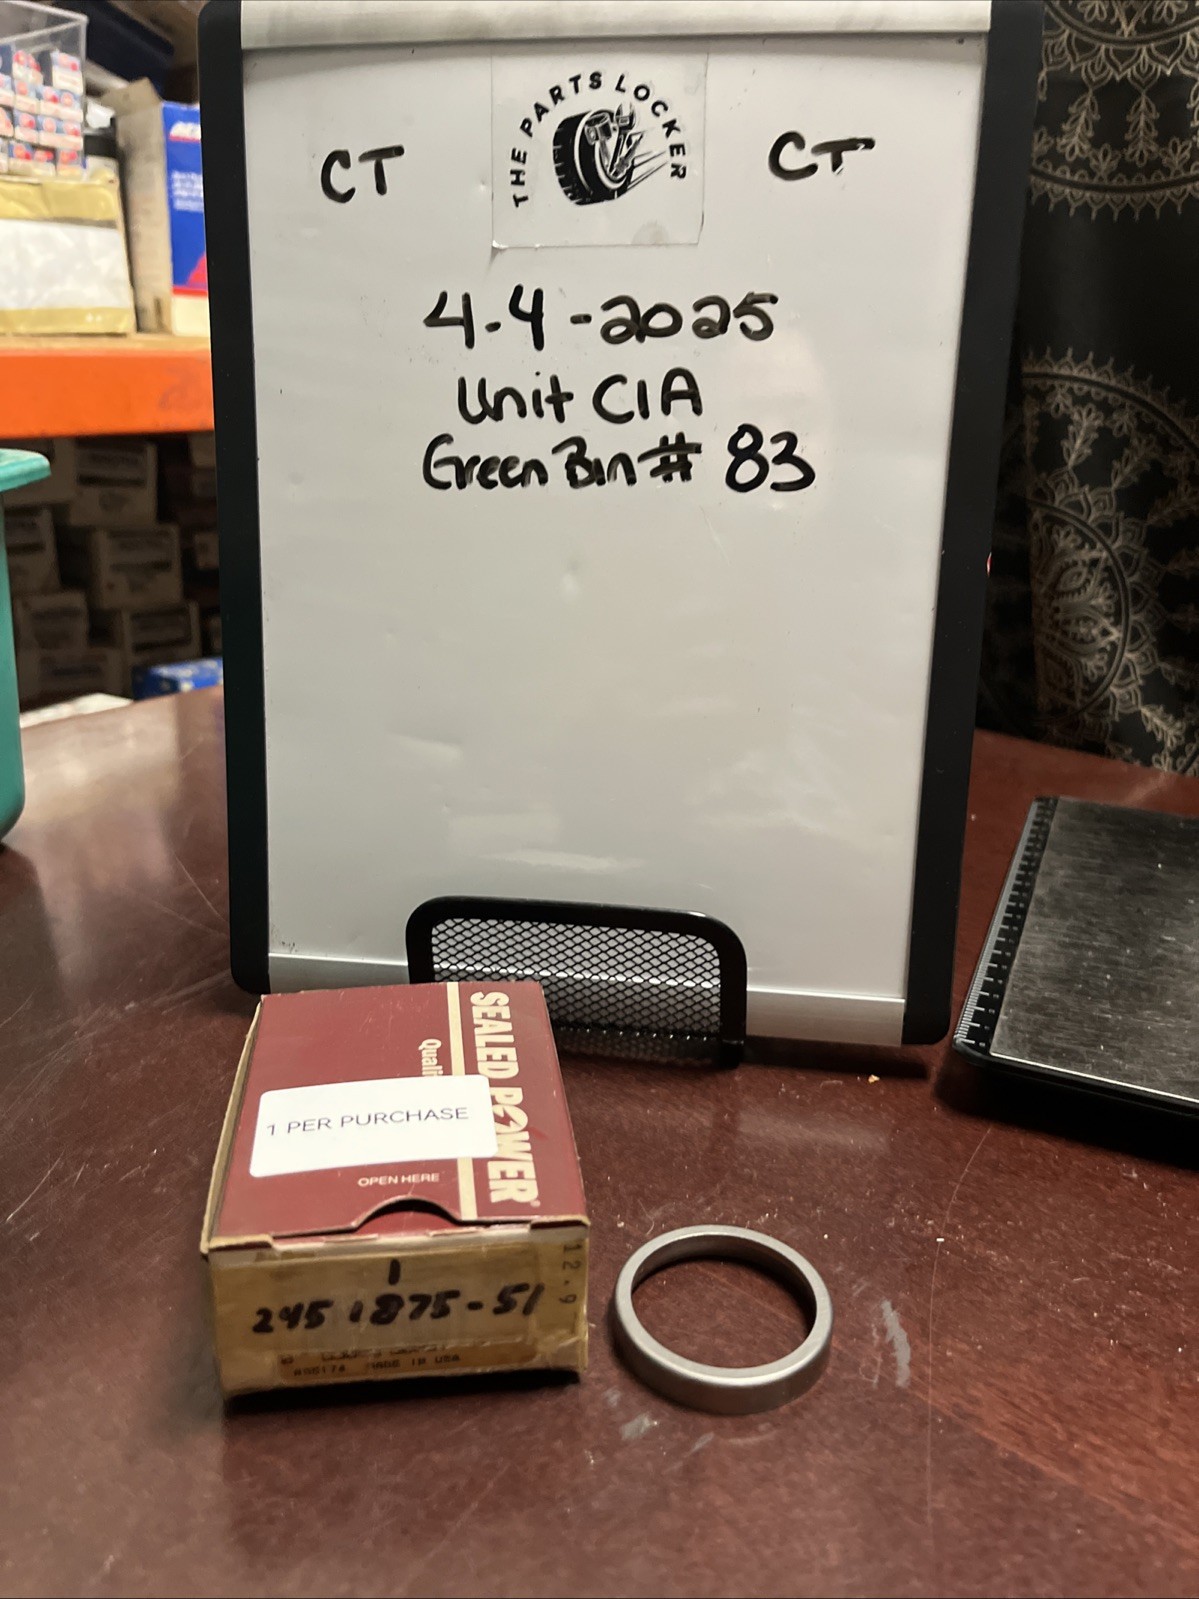 THE PARTS LOCKER
CT
CT
4-4-2025
Unit C1A
Green Bin # 83
SEALED POWER
Quali
1 PER PURCHASE
OPEN HERE
12.9
1
245 1875-51
MADE IN USA